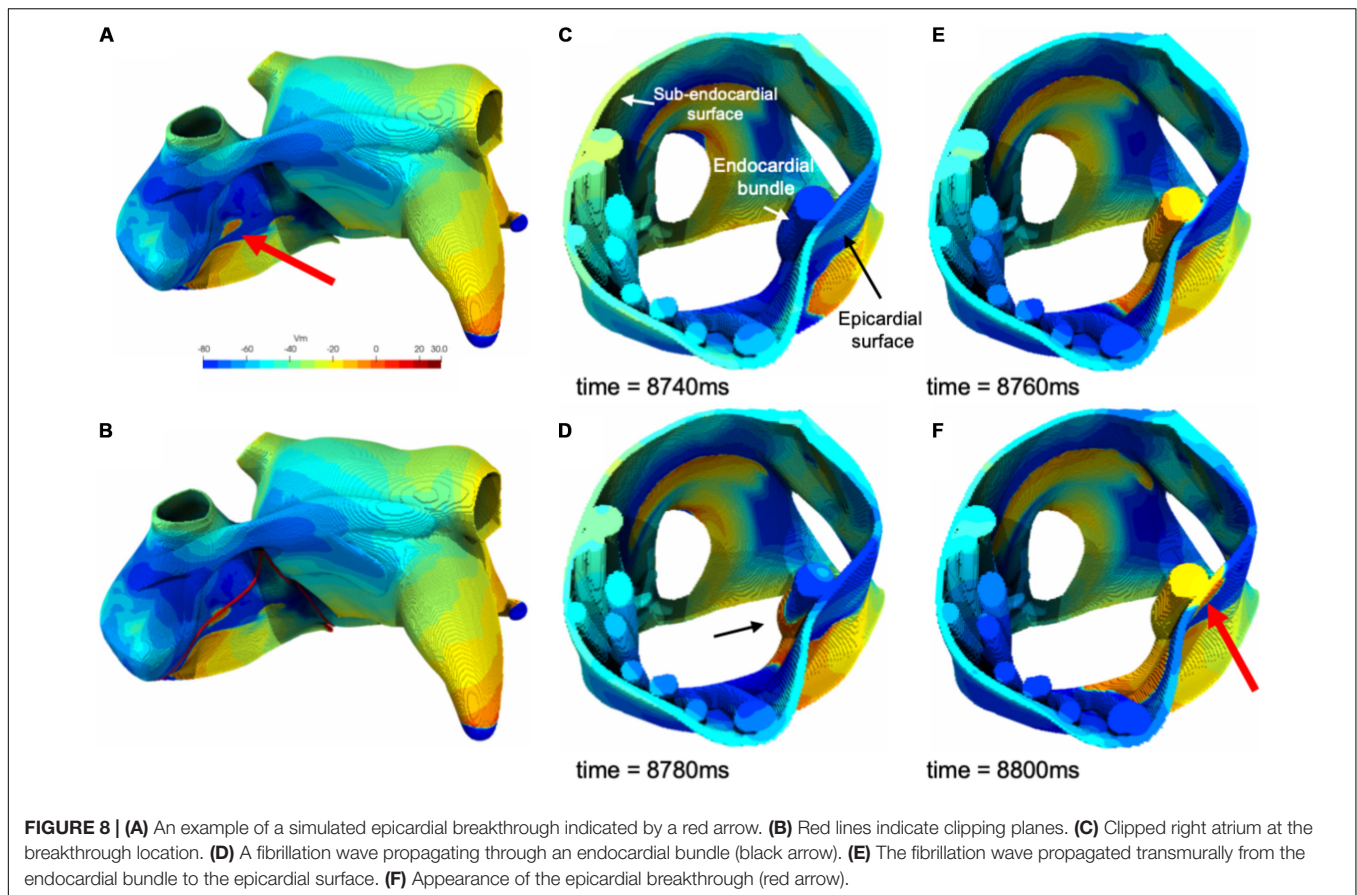 A
C
E
Sub-endocardial
surface
Endocardial
bundle
Epicardial
surface
Vm
-80 -60 -40 -20 0 20 30.0
time = 8740ms
time = 8760ms
B
D
F
time = 8780ms
time = 8800ms
FIGURE 8 | (A) An example of a simulated epicardial breakthrough indicated by a red arrow. (B) Red lines indicate clipping planes. (C) Clipped right atrium at the
breakthrough location. (D) A fibrillation wave propagating through an endocardial bundle (black arrow). (E) The fibrillation wave propagated transmurally from the
endocardial bundle to the epicardial surface. (F) Appearance of the epicardial breakthrough (red arrow).